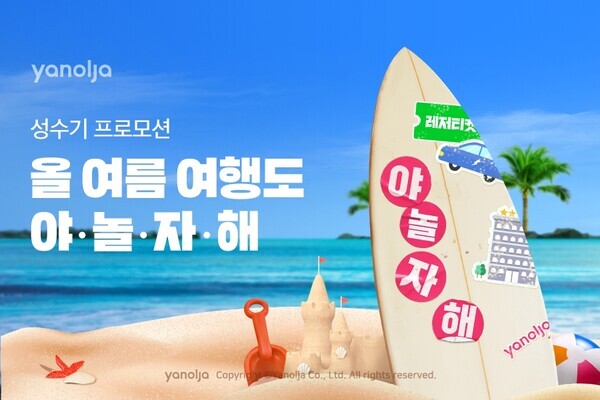 yanolja
성수기 프로모션
올 여름 여행도
야·놀·자·해
레저티켓
야
놀
자
해
yanolja
yanolja Copyright © yanolja Co., Ltd. All rights reserved.